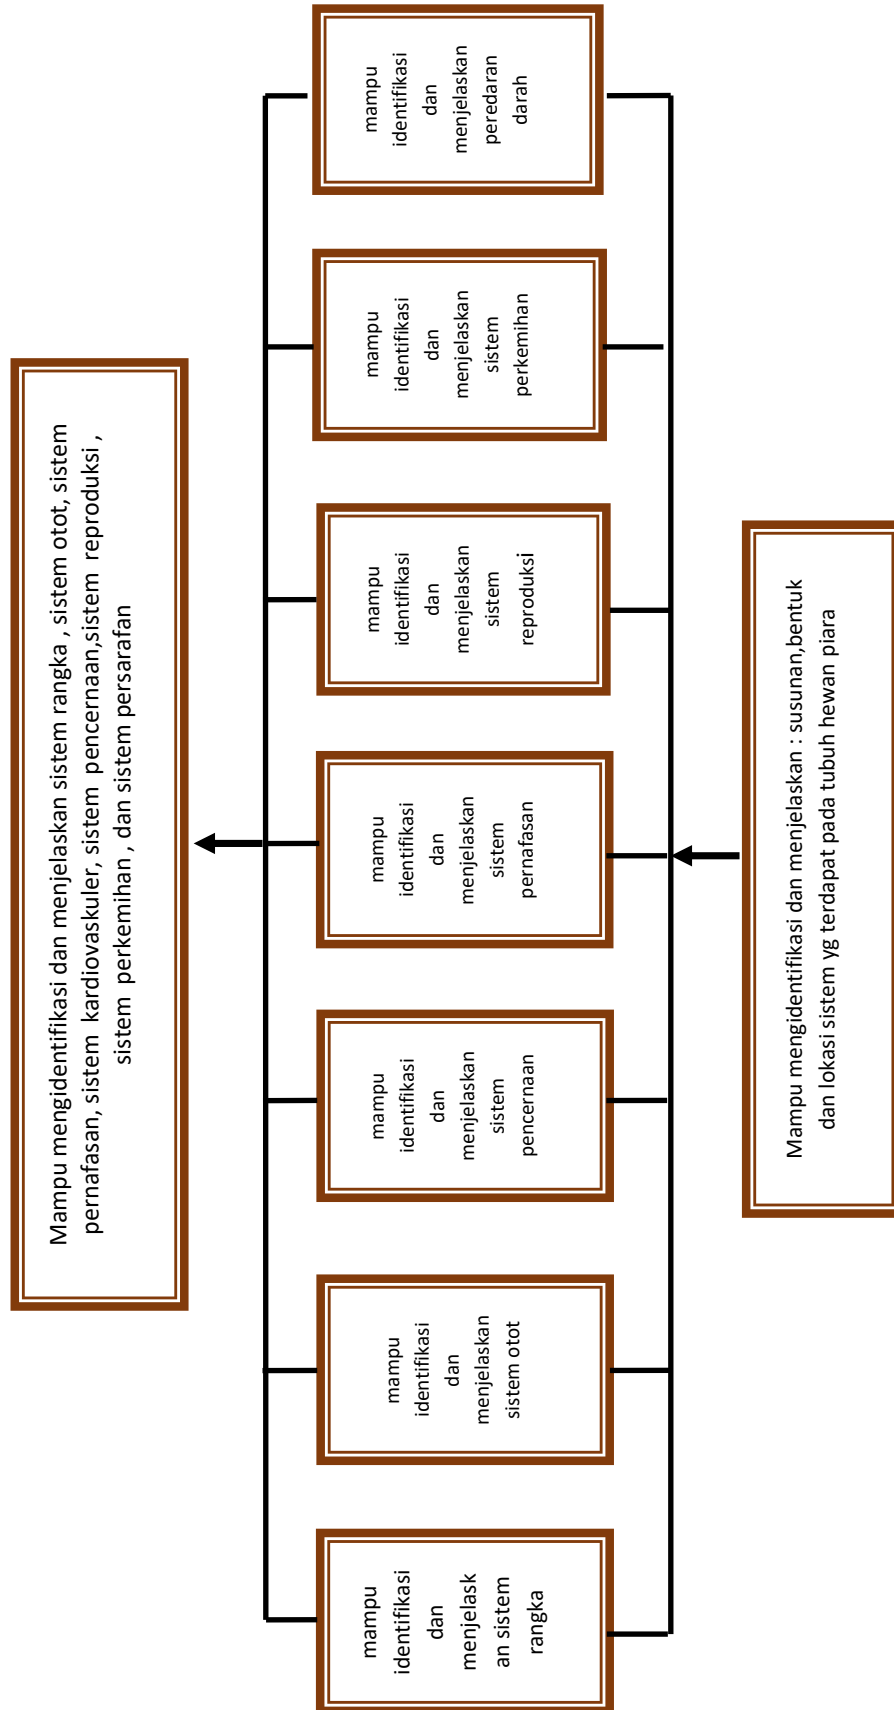 Mampu mengidentifikasi dan menjelaskan sistem rangka , sistem otot, sistem
pernafasan, sistem kardiovaskuler, sistem pencernaan,sistem reproduksi ,
sistem perkemihan , dan sistem persarafan
mampu
identifikasi
dan
menjelask
an sistem
rangka
mampu
identifikasi
dan
menjelaskan
sistem otot
mampu
identifikasi
dan
menjelaskan
sistem
pencernaan
mampu
identifikasi
dan
menjelaskan
sistem
pernafasan
mampu
identifikasi
dan
menjelaskan
sistem
reproduksi
mampu
identifikasi
dan
menjelaskan
sistem
perkemihan
mampu
identifikasi
dan
menjelaskan
peredaran
darah
Mampu mengidentifikasi dan menjelaskan : susunan,bentuk
dan lokasi sistem yg terdapat pada tubuh hewan piara